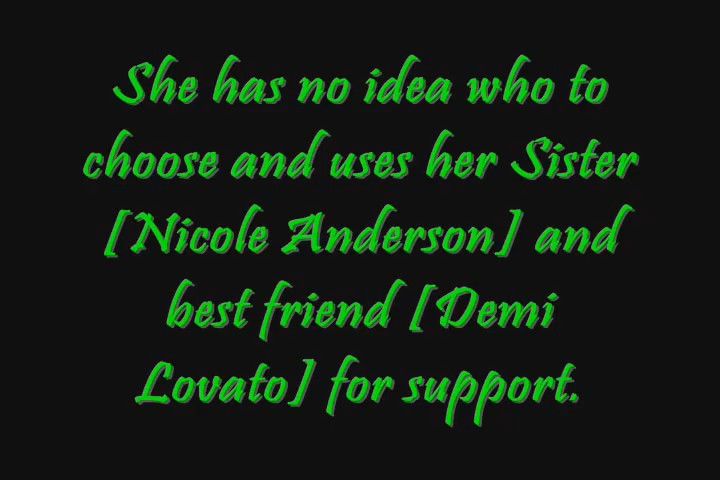 She has no idea who to
choose and uses her Sister
[Nicole Anderson] and
best friend [Demi
Lovato] for support.